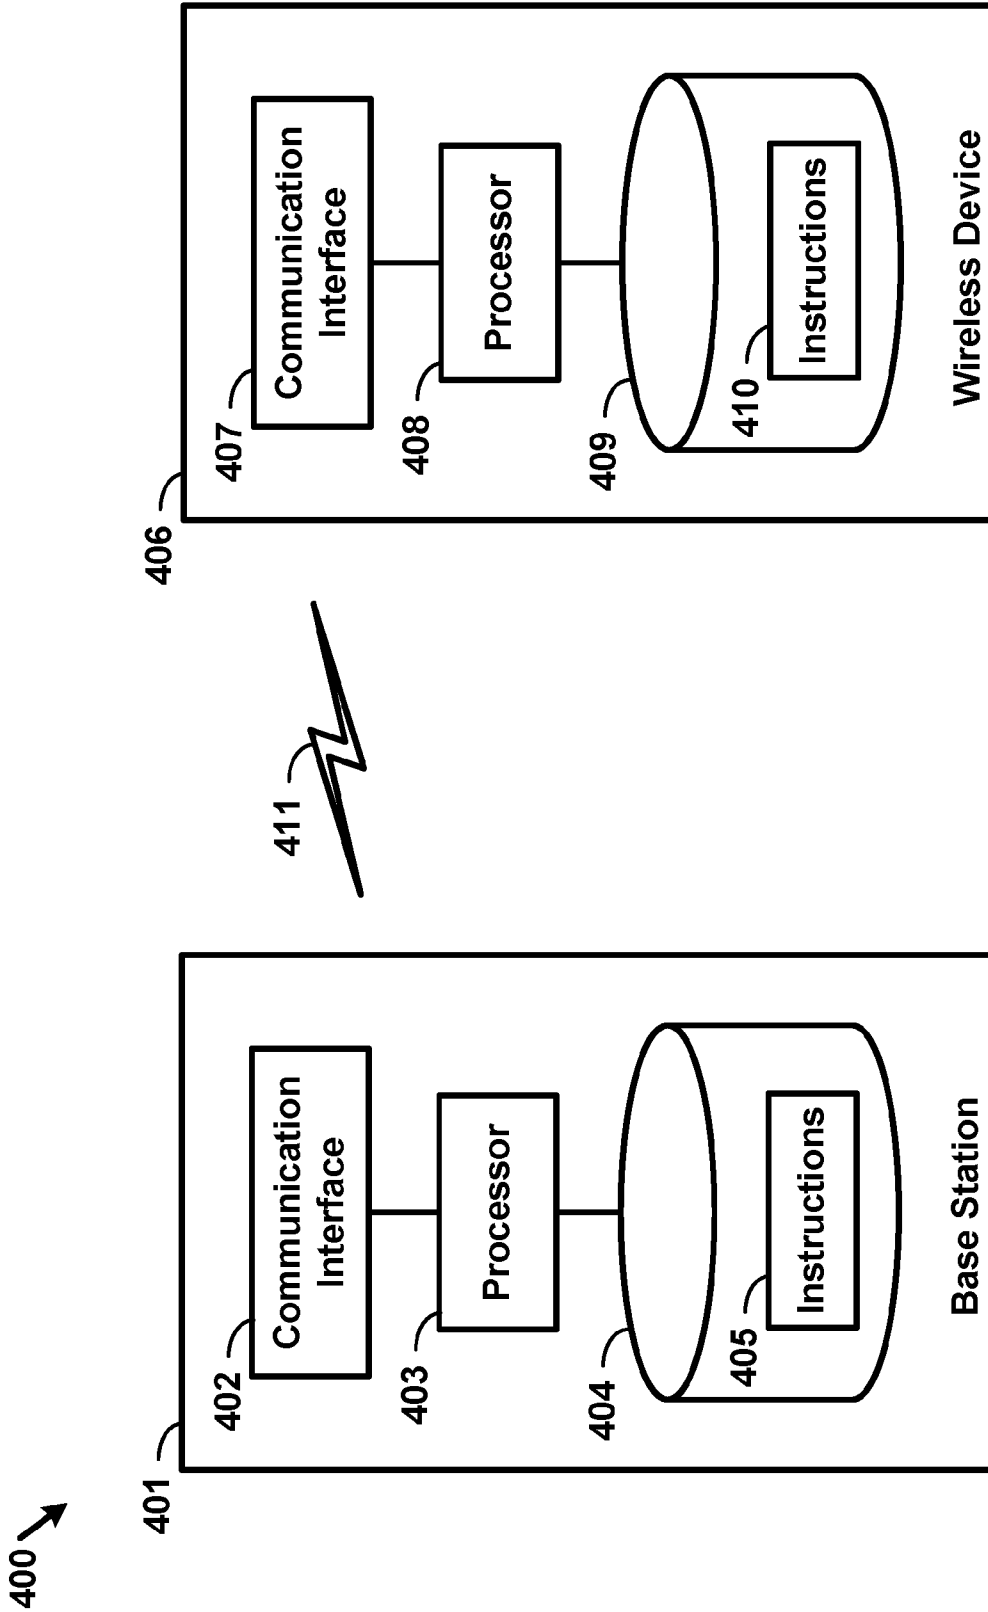 400
401
402
Communication
Interface
403
Processor
404
405
Instructions
Base Station
411
406
407
Communication
Interface
408
Processor
409
410
Instructions
Wireless Device